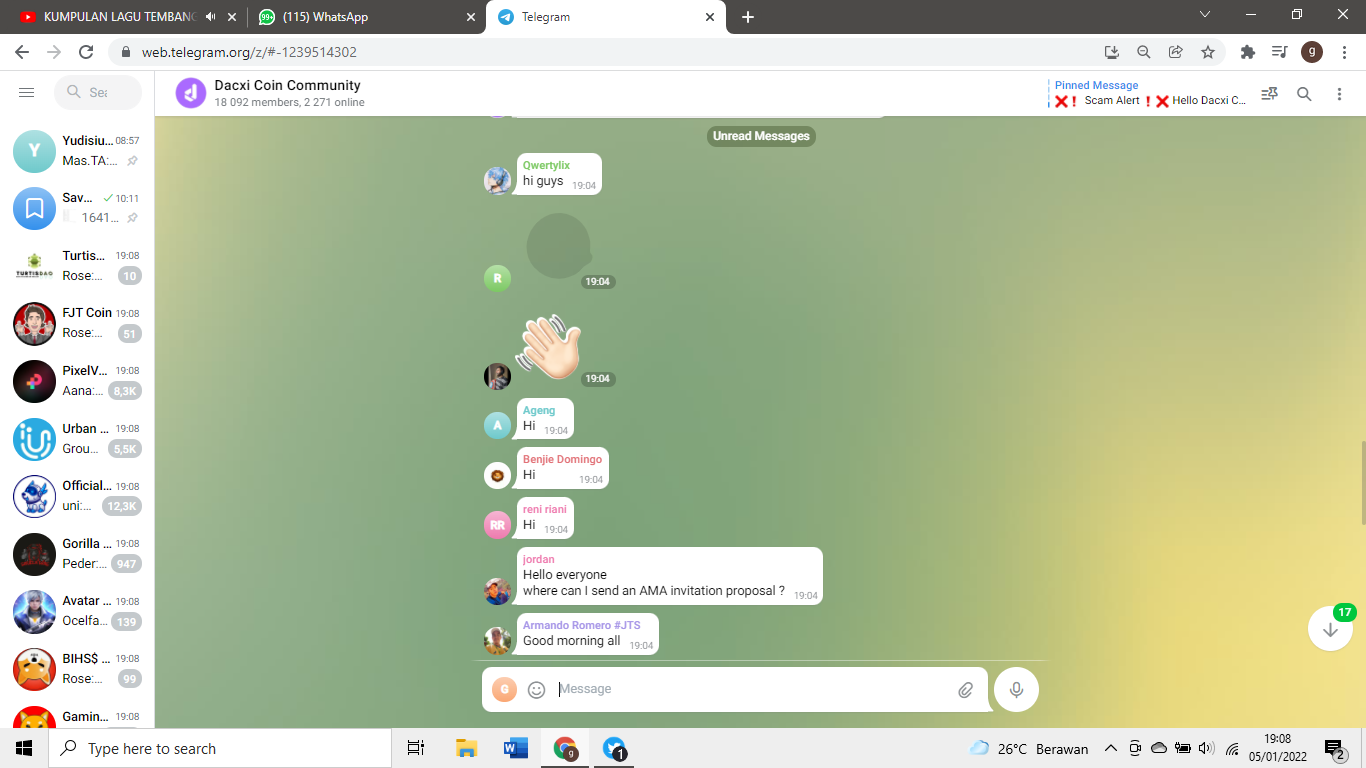 KUMPULAN LAGU TEMBANG
(115) WhatsApp
Telegram
web.telegram.org/z/#-1239514302
g
Sea
Dacxi Coin Community
18 092 members, 2 271 online
Pinned Message
❌❗ Scam Alert ❗❌ Hello Dacxi C...
Y
Yudisiu... 08:57
Mas.TA:...
Sav... 10:11
1641...
TURTISDAO
Turtis... 19:08
Rose:... 10
FJT Coin 19:08
Rose:... 51
PixelV... 19:08
Aana:... 8,3K
Urban ... 19:08
Grou... 5,5K
Official... 19:08
uni:... 12,3K
Gorilla ... 19:08
Peder:... 947
Avatar ... 19:08
Ocelfa... 139
BIHS$ ... 19:08
Rose:... 99
Gamin... 19:08
Unread Messages
Qwertylix
hi guys 19:04
R
19:04
19:04
Ageng
A
Hi 19:04
Benjie Domingo
Hi 19:04
reni riani
RR
Hi 19:04
jordan
Hello everyone
where can I send an AMA invitation proposal ? 19:04
Armando Romero #JTS
Good morning all 19:04
17
G
Message
Type here to search
g
1
26°C Berawan
19:08
05/01/2022
2